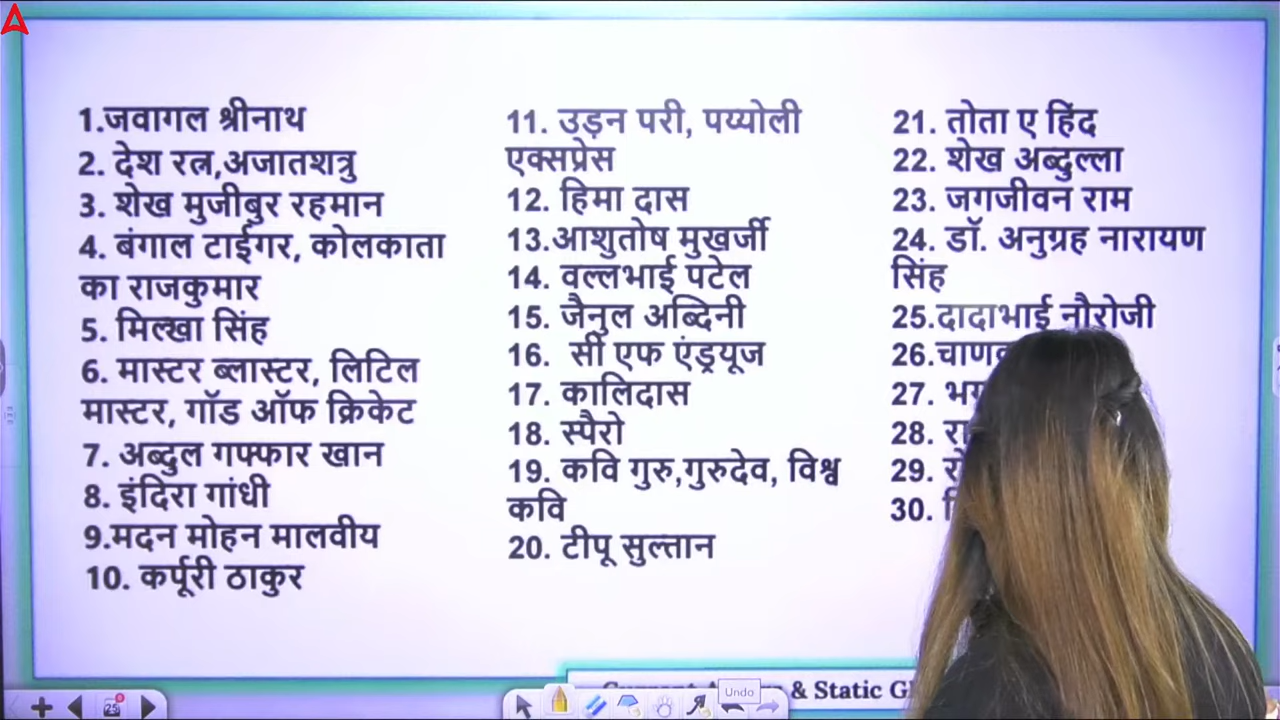 1.जवागल श्रीनाथ
2. देश रत्न,अजातशत्रु
3. शेख मुजीबुर रहमान
4. बंगाल टाईगर, कोलकाता
का राजकुमार
5. मिल्खा सिंह
6. मास्टर ब्लास्टर, लिटिल
मास्टर, गॉड ऑफ क्रिकेट
7. अब्दुल गफ्फार खान
8. इंदिरा गांधी
9.मदन मोहन मालवीय
10. कर्पूरी ठाकुर
11. उड़न परी, पय्योली
एक्सप्रेस
12. हिमा दास
13.आशुतोष मुखर्जी
14. वल्लभाई पटेल
15. जैनुल अब्दिनी
16. सी एफ एंड्रयूज
17. कालिदास
18. स्पैरो
19. कवि गुरु,गुरुदेव, विश्व
कवि
20. टीपू सुल्तान
21. तोता ए हिंद
22. शेख अब्दुल्ला
23. जगजीवन राम
24. डॉ. अनुग्रह नारायण
सिंह
25.दादाभाई नौरोजी
26.
27.
28.
29.
30.
& Static
Undo
25